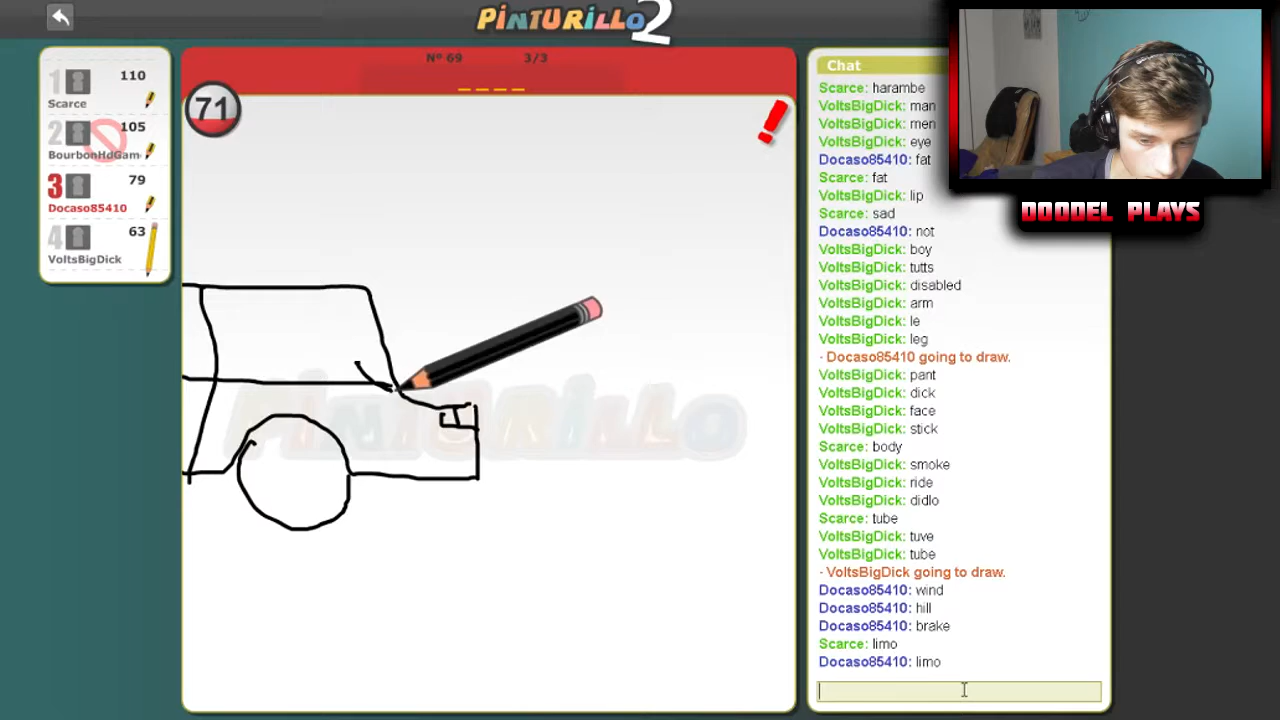 PINTURILLO 2
1 110
Scarce
2 105
BourbonHdGam
3 79
Docaso85410
4 63
VoltsBigDick
71
Nº 69 3/3
_ _ _ _
PINTURILLO
Chat
Scarce: harambe
VoltsBigDick: man
VoltsBigDick: men
VoltsBigDick: eye
Docaso85410: fat
Scarce: fat
VoltsBigDick: lip
Scarce: sad
Docaso85410: not
VoltsBigDick: boy
VoltsBigDick: tutts
VoltsBigDick: disabled
VoltsBigDick: arm
VoltsBigDick: le
VoltsBigDick: leg
· Docaso85410 going to draw.
VoltsBigDick: pant
VoltsBigDick: dick
VoltsBigDick: face
VoltsBigDick: stick
Scarce: body
VoltsBigDick: smoke
VoltsBigDick: ride
VoltsBigDick: didlo
Scarce: tube
VoltsBigDick: tuve
VoltsBigDick: tube
· VoltsBigDick going to draw.
Docaso85410: wind
Docaso85410: hill
Docaso85410: brake
Scarce: limo
Docaso85410: limo
DOODEL PLAYS